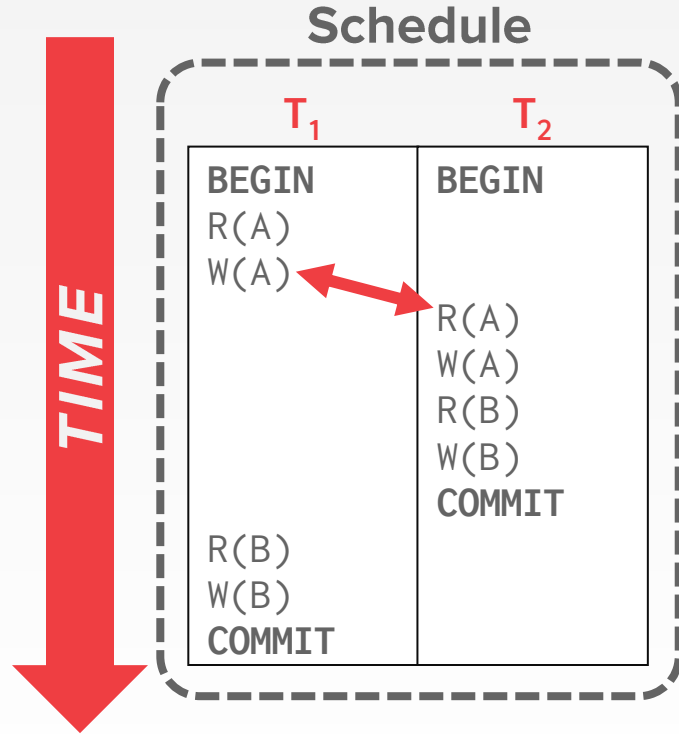 Schedule
TIME
T₁ T₂
BEGIN BEGIN
R(A)
W(A)
R(A)
W(A)
R(B)
W(B)
COMMIT
R(B)
W(B)
COMMIT